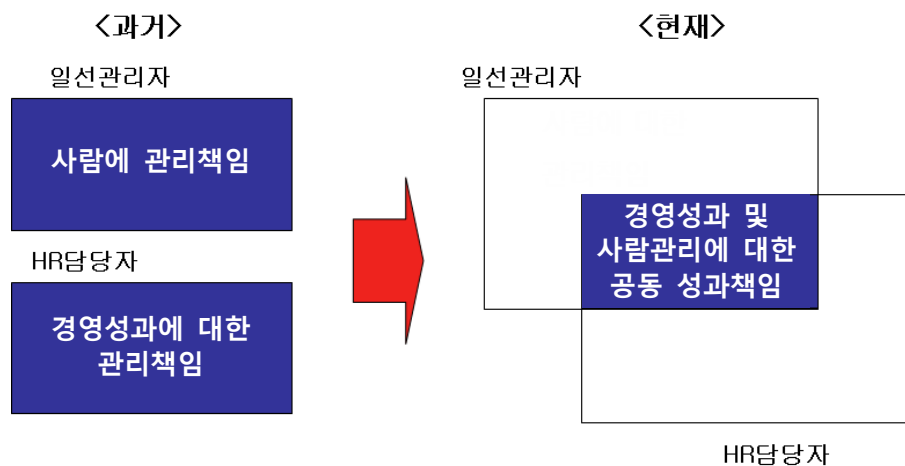 <과거>
<현재>
일선관리자
일선관리자
사람에 관리책임
경영성과 및
사람관리에 대한
공동 성과책임
HR담당자
경영성과에 대한
관리책임
HR담당자